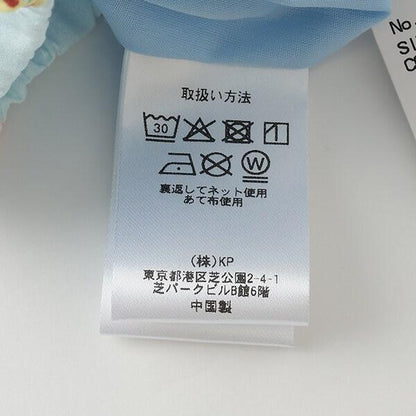 取扱い方法
30
W
裏返してネット使用
あて布使用
(株)KP
東京都港区芝公園2-4-1
芝パークビルB館6階
中国製
No.